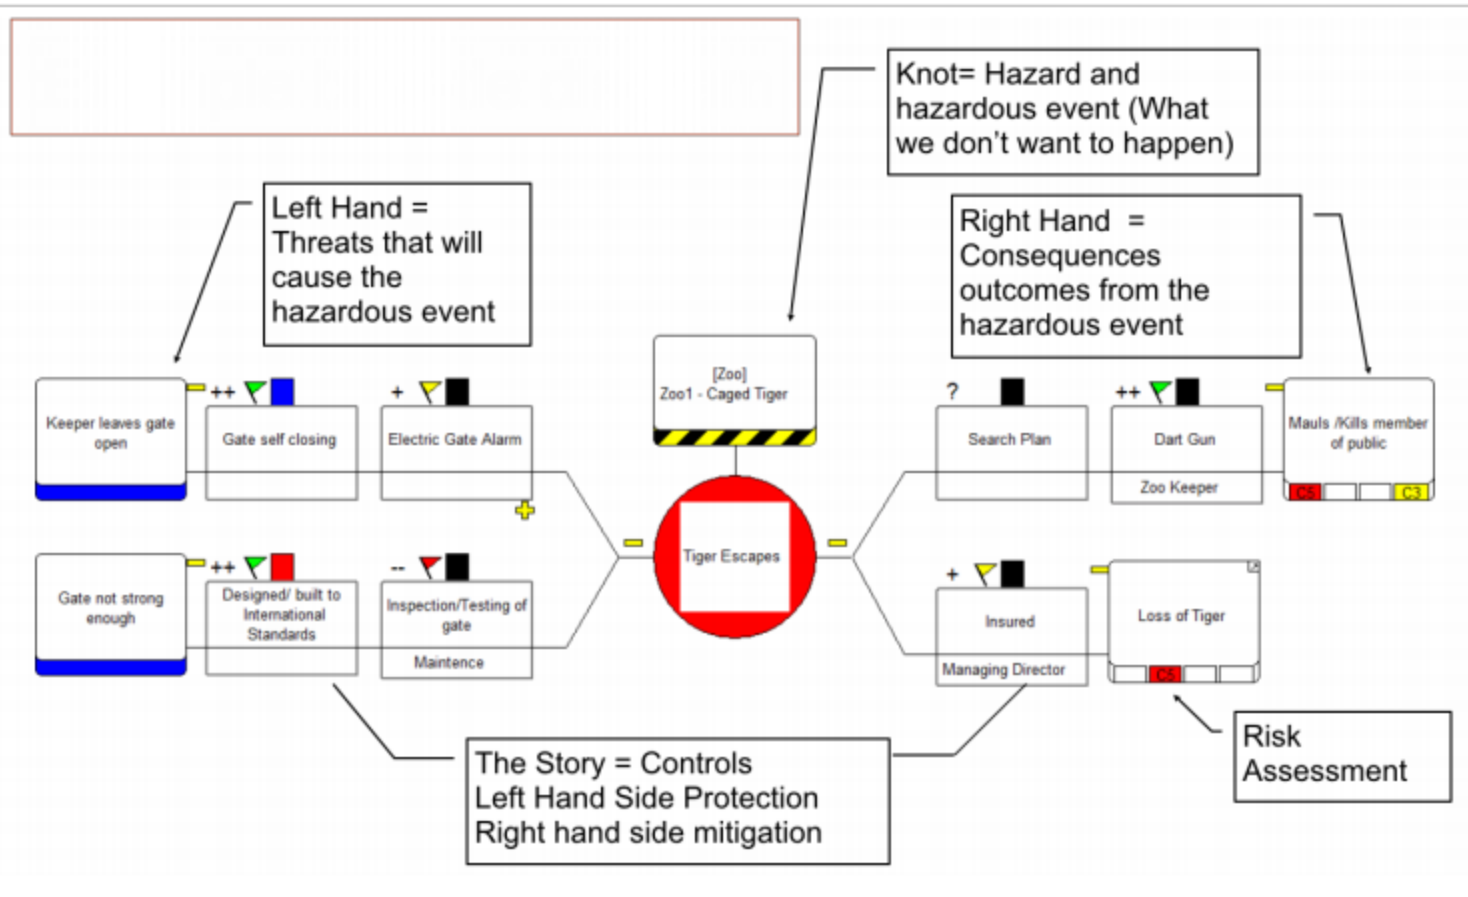 Knot= Hazard and
hazardous event (What
we don't want to happen)
Left Hand =
Threats that will
cause the
hazardous event
Right Hand =
Consequences
outcomes from the
hazardous event
[Zoo]
Zoo1 - Caged Tiger
Keeper leaves gate
open
++
Gate self closing
+
Electric Gate Alarm
?
Search Plan
++
Dart Gun
Zoo Keeper
Mauls /Kills member
of public
C5
C3
Tiger Escapes
Gate not strong
enough
++
Designed/ built to
International
Standards
--
Inspection/Testing of
gate
Maintence
+
Insured
Managing Director
Loss of Tiger
C5
The Story = Controls
Left Hand Side Protection
Right hand side mitigation
Risk
Assessment